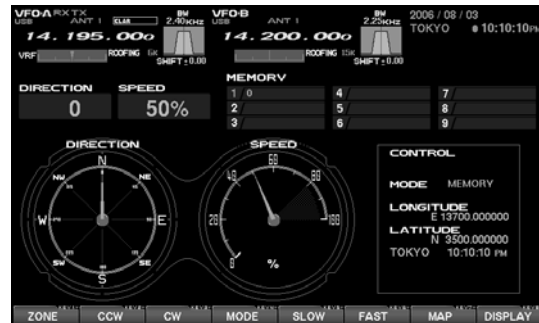 VFO-A RX TX
USB ANT 1 CLAR
BW
2.40KHZ
14. 195. 000
VRF ROOFING 6K
SHIFT ±0.00
VFO-B
USB ANT 1
BW
2.25KHZ
14. 200. 000
ROOFING 15K
SHIFT ±0.00
2006 / 08 / 03
TOKYO 10:10:10PM
DIRECTION SPEED
0 50%
MEMORY
1 / 0 4 / 7 /
2 / 5 / 8 /
3 / 6 / 9 /
DIRECTION
N
NW NE
W E
SW SE
S
SPEED
60
40 80
20 100
0
%
CONTROL
MODE MEMORY
LONGITUDE
E 13700.000000
LATITUDE
N 3500.000000
TOKYO 10:10:10 PM
ZONE CCW CW MODE SLOW FAST MAP DISPLAY